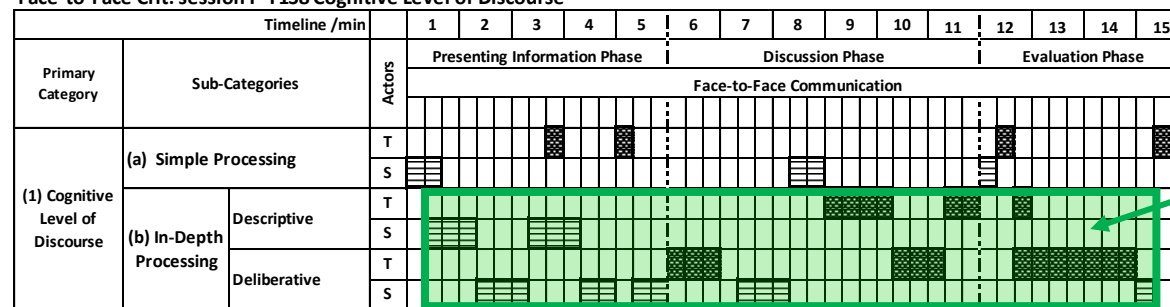 Face-to-Face Crit: session F-F138 Cognitive Level of Discourse
Timeline /min 1 2 3 4 5 6 7 8 9 10 11 12 13 14 15
Primary Category Sub-Categories Actors Presenting Information Phase Discussion Phase Evaluation Phase
Face-to-Face Communication
(1) Cognitive Level of Discourse
(a) Simple Processing T
S
(b) In-Depth Processing
Descriptive T
S
Deliberative T
S